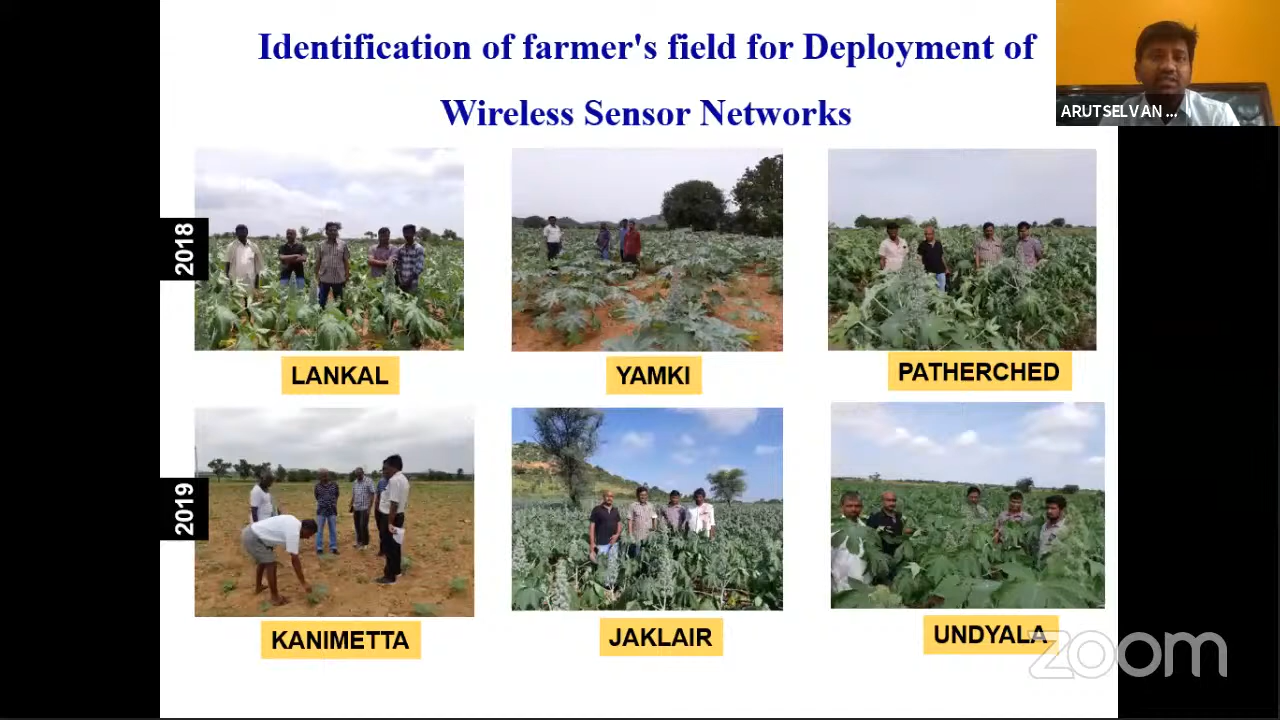 Identification of farmer's field for Deployment of
Wireless Sensor Networks
ARUTSELVAN ...
2018
LANKAL
YAMKI
PATHERCHED
2019
KANIMETTA
JAKLAIR
UNDYALA
zoom